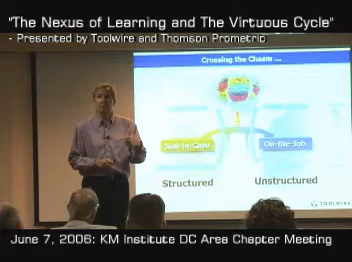 "The Nexus of Learning and The Virtuous Cycle"
- Presented by Toolwire and Thomson Prometric
Crossing the Chasm ...
Just-in-Case On-the-Job
Structured Unstructured
TOOLWIRE
June 7, 2006: KM Institute DC Area Chapter Meeting